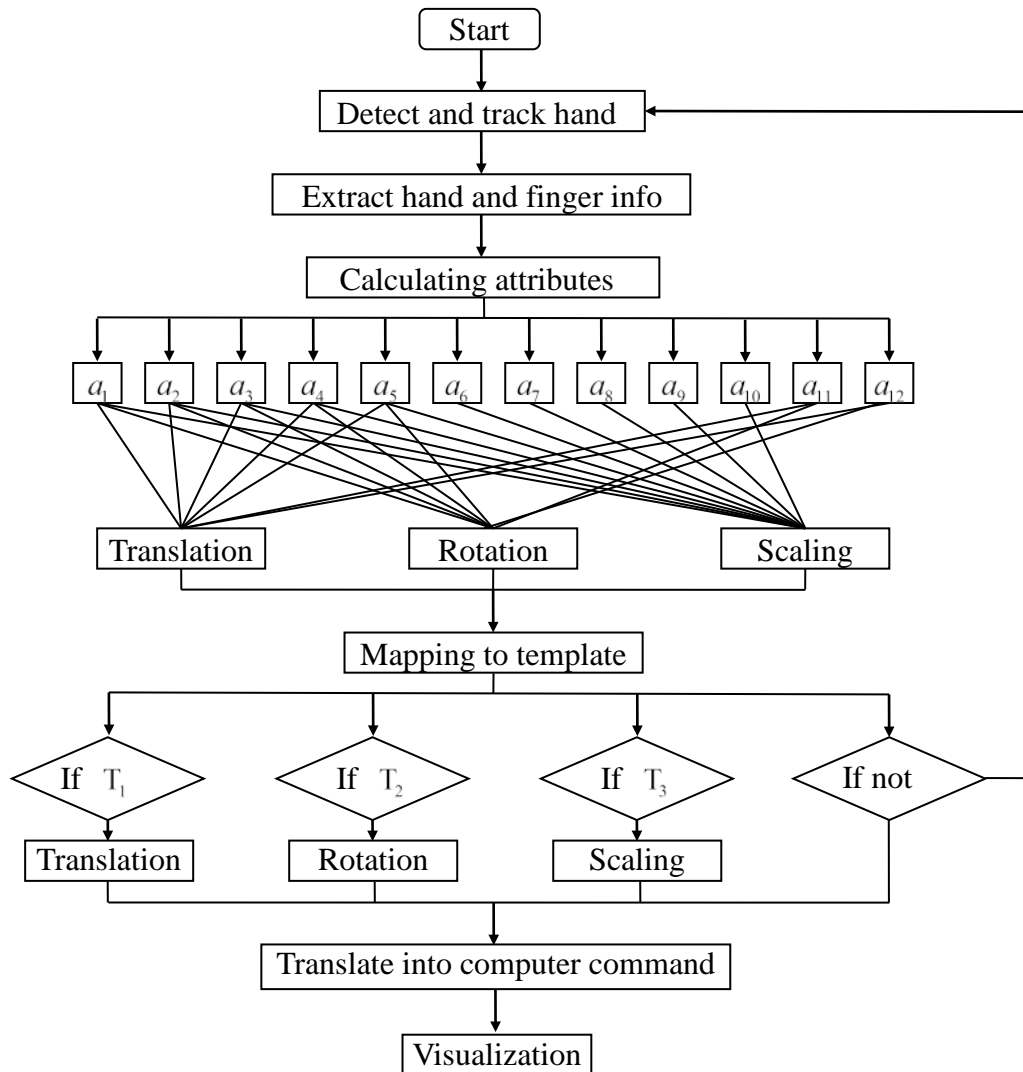 Start
Detect and track hand
Extract hand and finger info
Calculating attributes
a₁ a₂ a₃ a₄ a₅ a₆ a₇ a₈ a₉ a₁₀ a₁₁ a₁₂
Translation Rotation Scaling
Mapping to template
If T₁ If T₂ If T₃ If not
Translation Rotation Scaling
Translate into computer command
Visualization